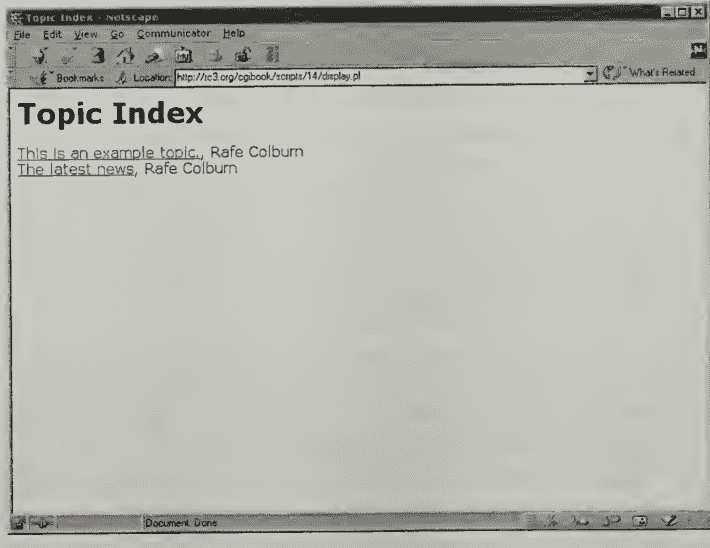 Topic Index - Netscape
File Edit View Go Communicator Help
Bookmarks Location: http://rc3.org/cgibook/scripts/14/display.pl What's Related
Topic Index
This is an example topic., Rafe Colburn
The latest news, Rafe Colburn
Document: Done